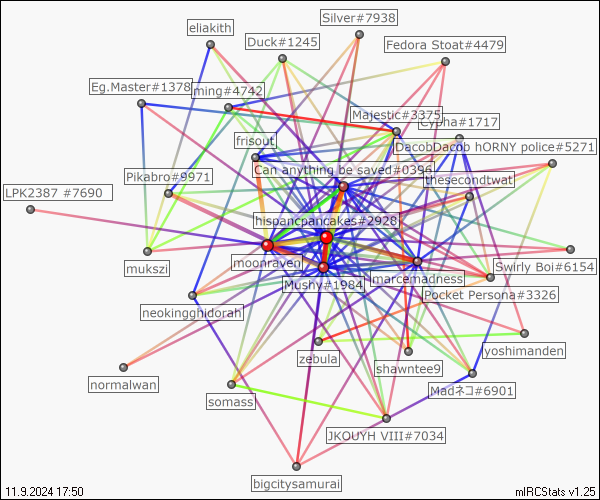 Silver#7938
eliakith
Duck#1245
Fedora Stoat#4479
Eg.Master#1378
ming#4742
Majestic#3375
Cypha#1717
frisout
DacobDacob hORNY police#5271
Can anything be saved#0396
Pikabro#9971
thesecondtwat
LPK2387 #7690
hispancpancakes#2928
moonraven
mukszi
Swirly Boi#6154
marcemadness
Mushy#1984
Pocket Persona#3326
neokingghidorah
yoshimanden
zebula
shawntee9
normalwan
Madネコ#6901
somass
JKOUYH VIII#7034
bigcitysamurai
11.9.2024 17:50
mIRCStats v1.25